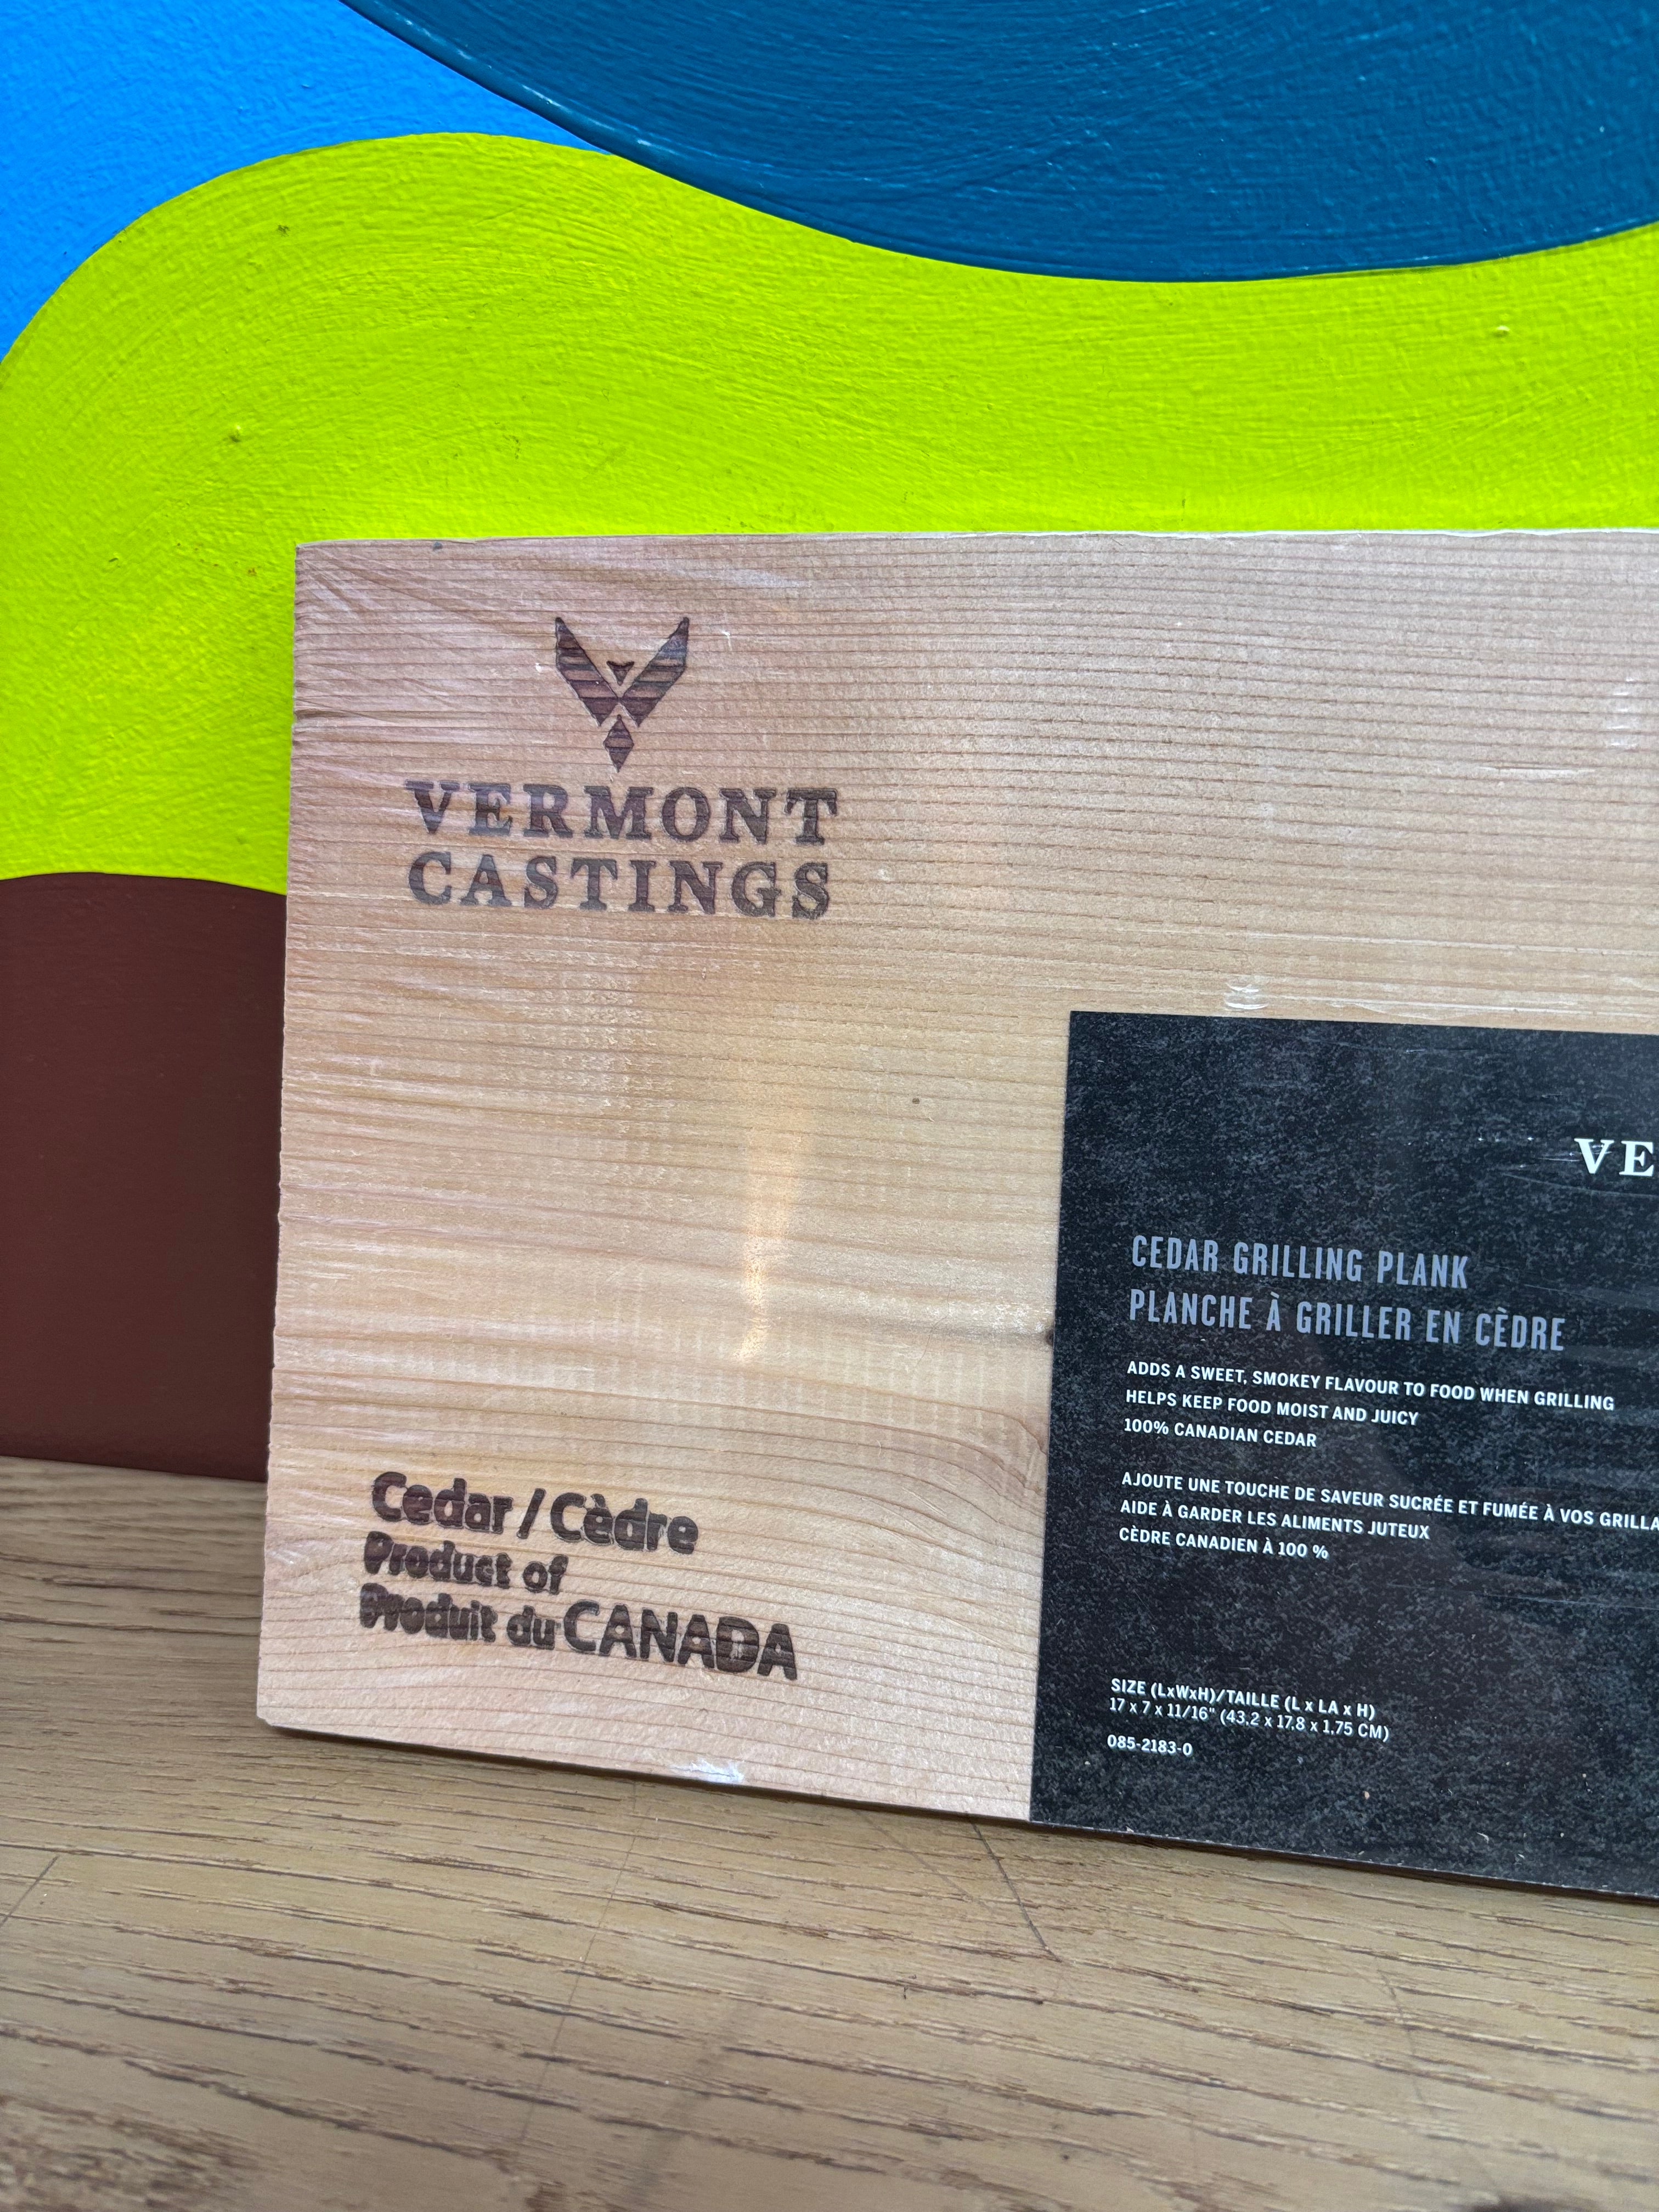 VERMONT
CASTINGS
Cedar / Cèdre
Product of
Produit du CANADA
VE
CEDAR GRILLING PLANK
PLANCHE À GRILLER EN CÈDRE
ADDS A SWEET, SMOKEY FLAVOUR TO FOOD WHEN GRILLING
HELPS KEEP FOOD MOIST AND JUICY
100% CANADIAN CEDAR
AJOUTE UNE TOUCHE DE SAVEUR SUCRÉE ET FUMÉE À VOS GRILLA
AIDE À GARDER LES ALIMENTS JUTEUX
CÈDRE CANADIEN À 100 %
SIZE (LxWxH)/TAILLE (L x LA x H)
17 x 7 x 11/16" (43.2 x 17.8 x 1.75 CM)
085-2183-0